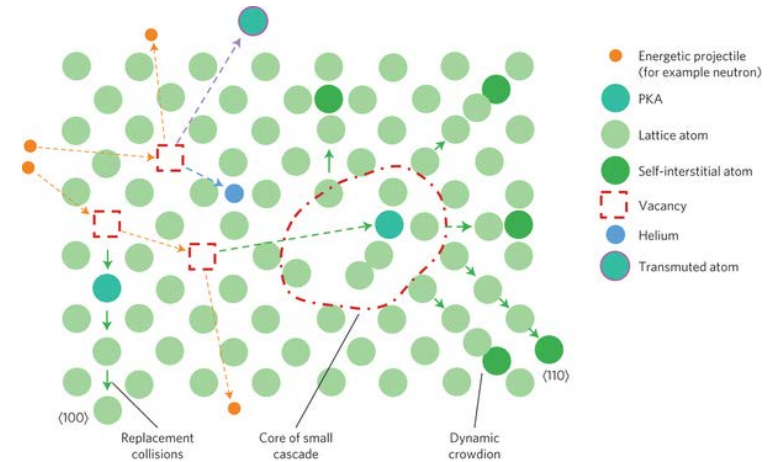 Energetic projectile
(for example neutron)
PKA
Lattice atom
Self-interstitial atom
Vacancy
Helium
Transmuted atom
⟨100⟩
⟨110⟩
Replacement
collisions
Core of small
cascade
Dynamic
crowdion